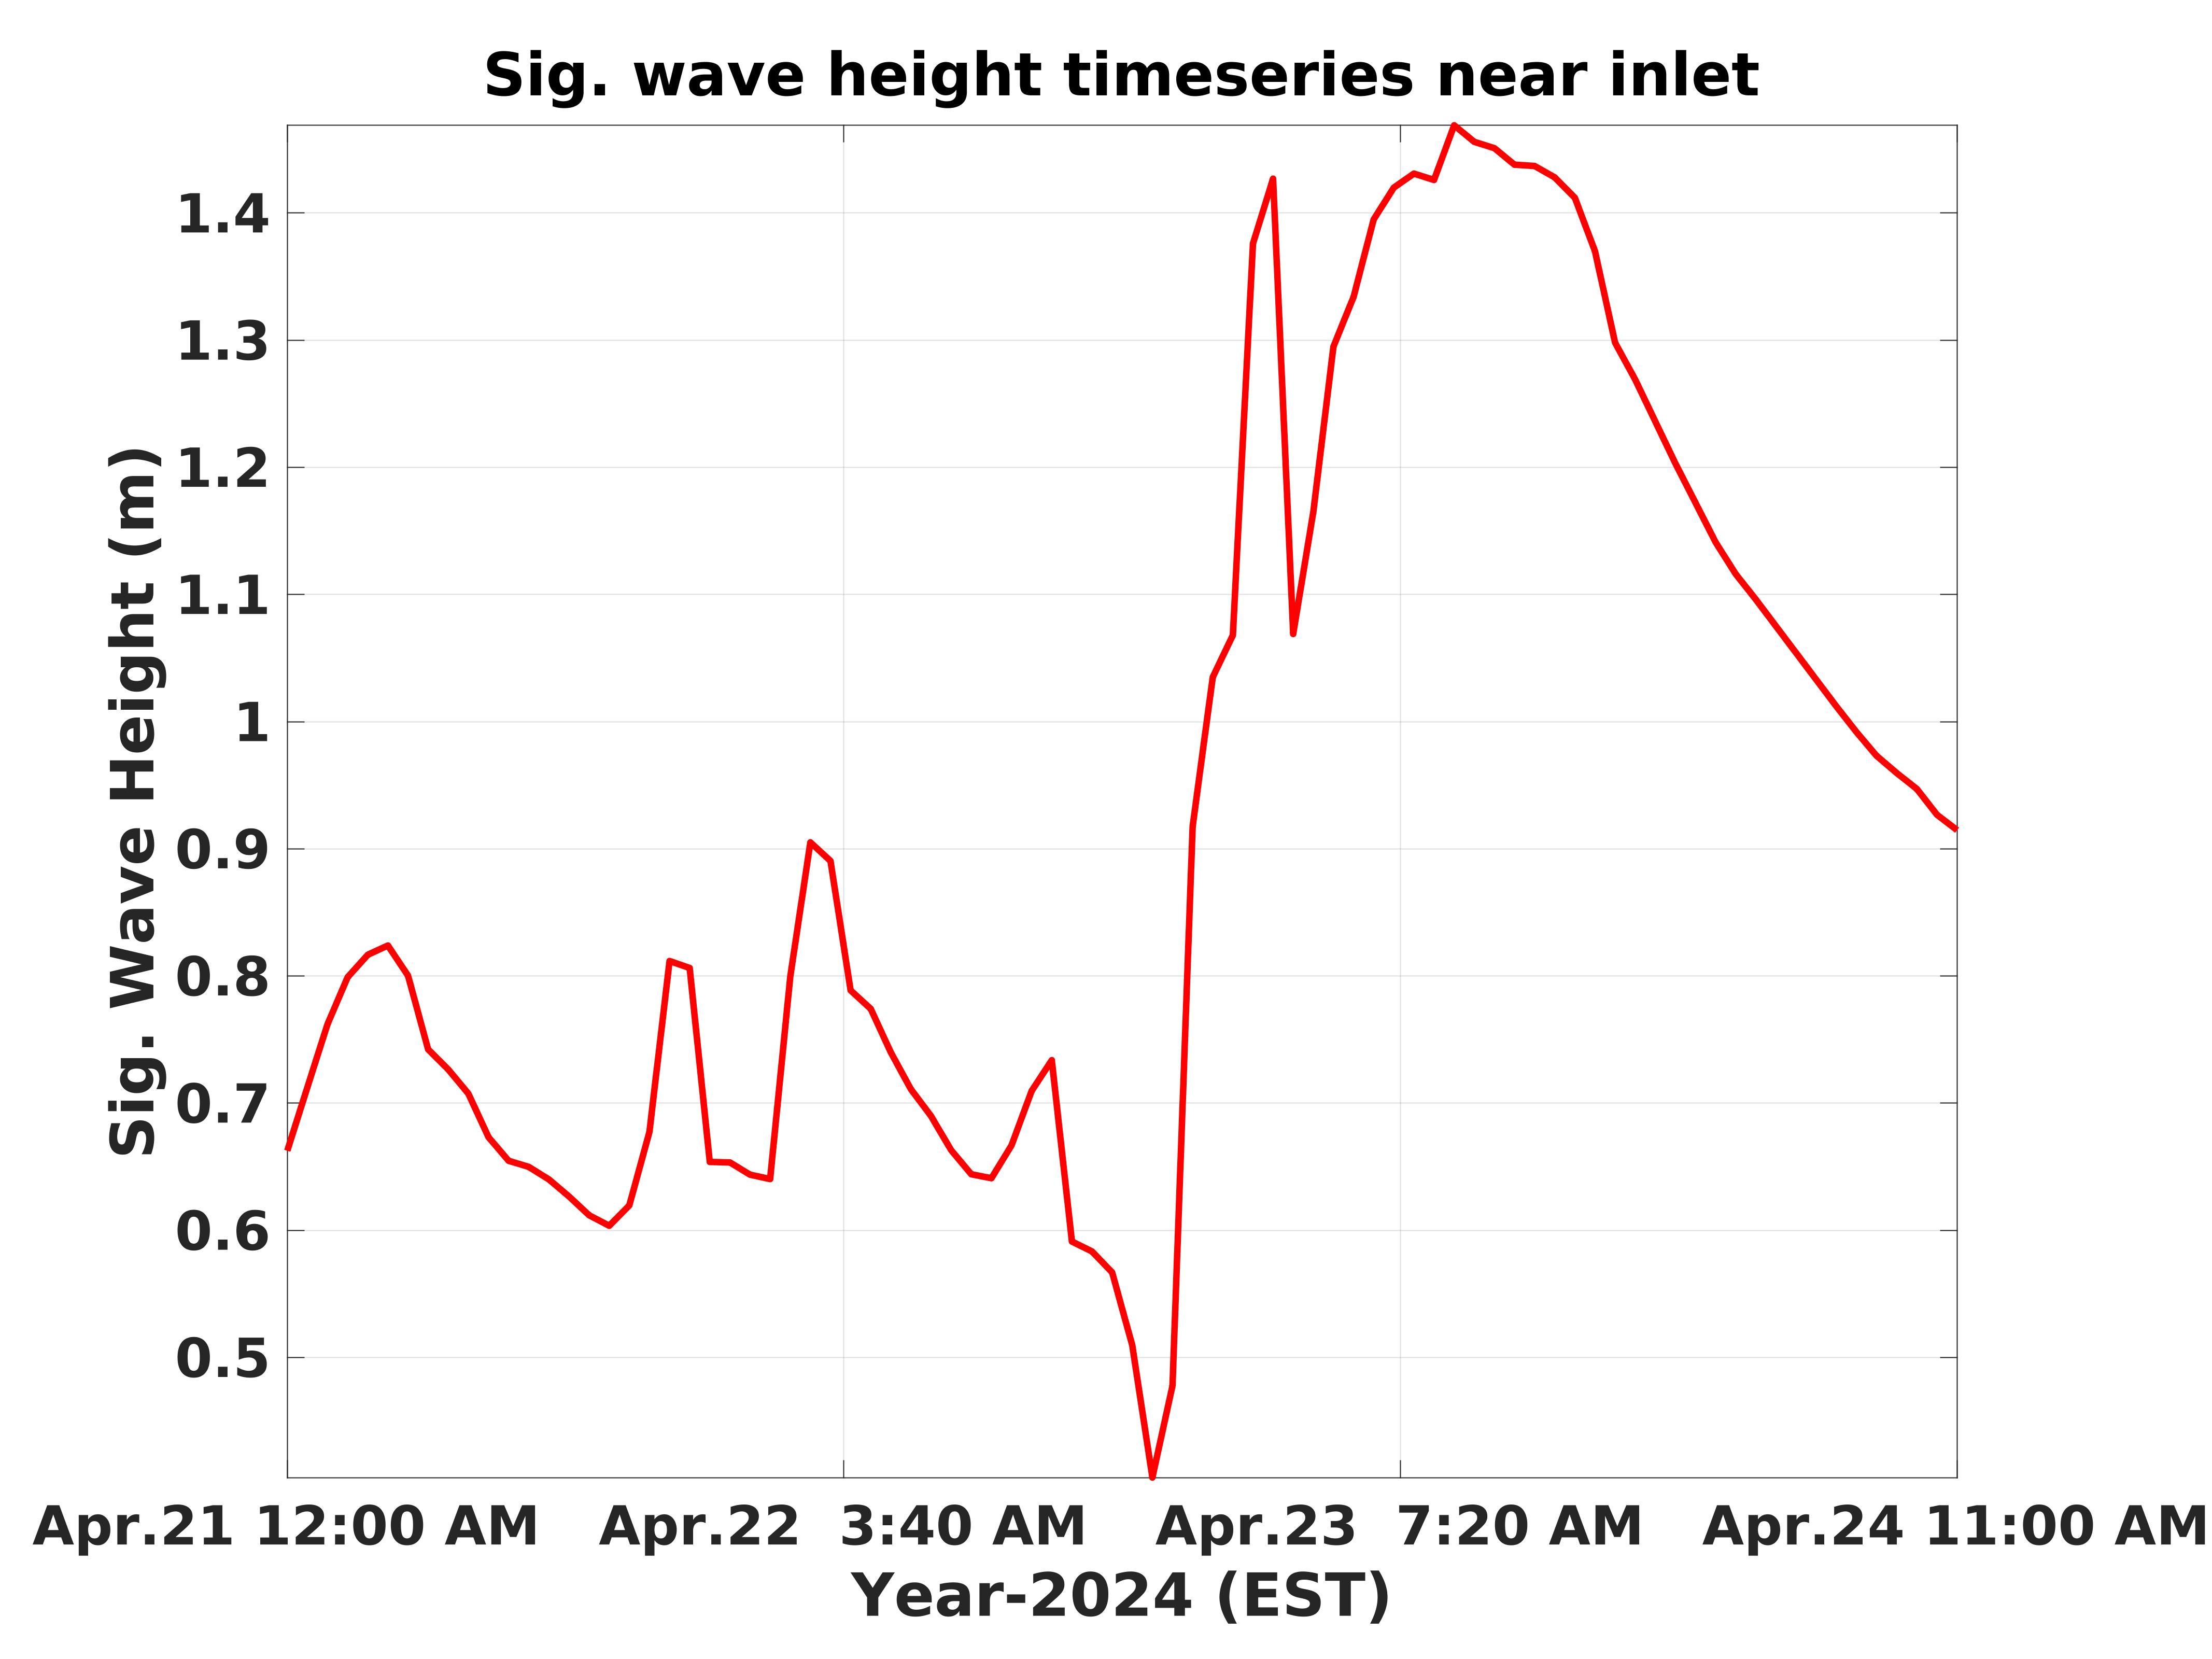 Sig. wave height timeseries near inlet
Sig. Wave Height (m)
1.4
1.3
1.2
1.1
1
0.9
0.8
0.7
0.6
0.5
Apr.21 12:00 AM Apr.22 3:40 AM Apr.23 7:20 AM Apr.24 11:00 AM
Year-2024 (EST)